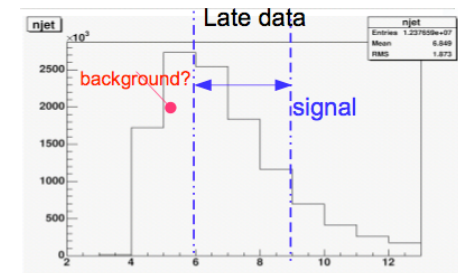 Late data
njet
njet
Entries 1.237659e+07
Mean 6.849
RMS 1.873
×10³
2500
2000
1500
1000
500
0
background?
signal
2 4 6 8 10 12